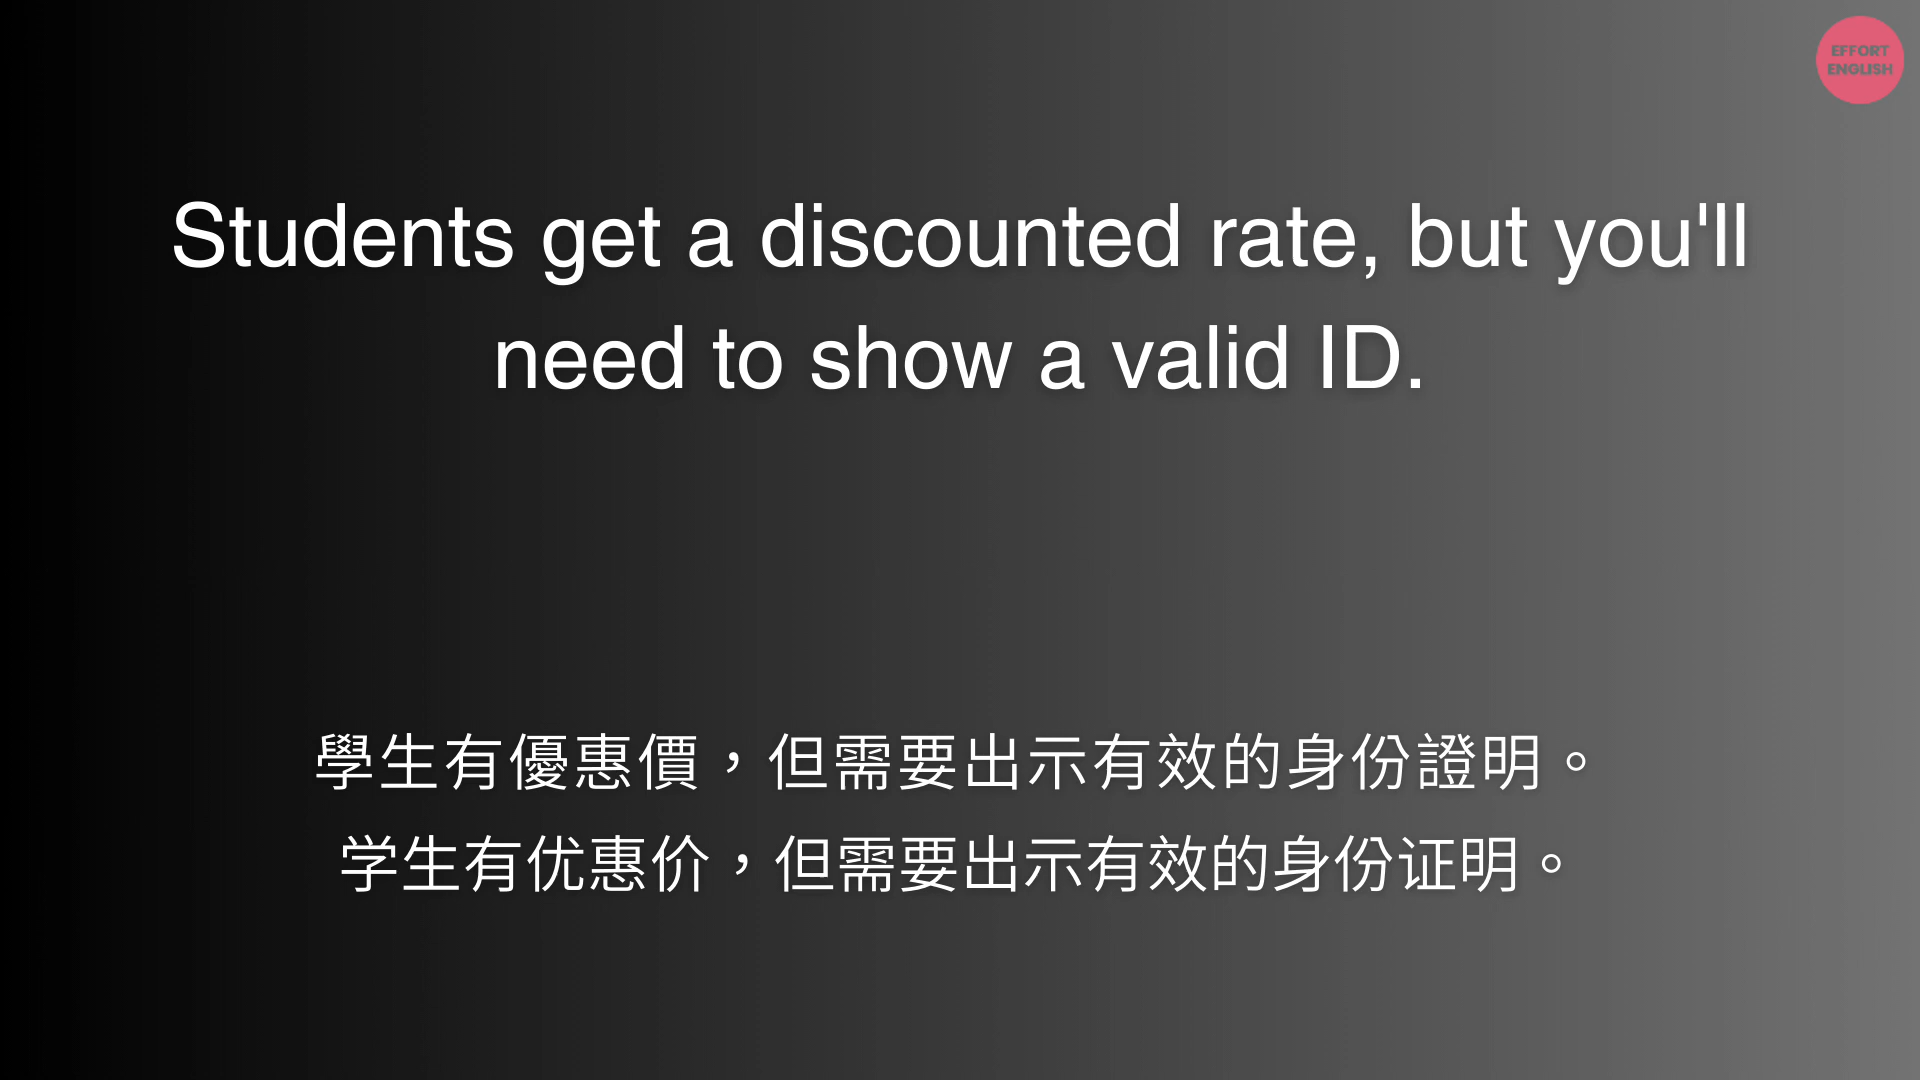 EFFORT
ENGLISH
Students get a discounted rate, but you'll
need to show a valid ID.
學生有優惠價，但需要出示有效的身份證明。
学生有优惠价，但需要出示有效的身份证明。